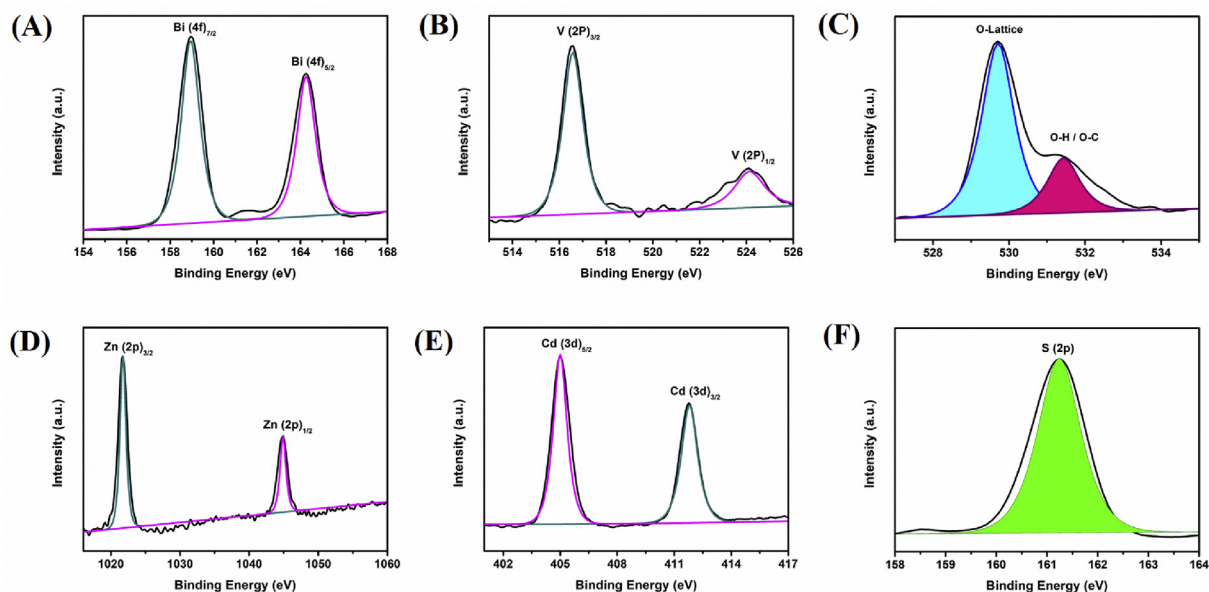 (A)
Bi (4f)7/2
Bi (4f)5/2
Intensity (a.u.)
154 156 158 160 162 164 166 168
Binding Energy (eV)
(B)
V (2P)3/2
V (2P)1/2
Intensity (a.u.)
514 516 518 520 522 524 526
Binding Energy (eV)
(C)
O-Lattice
O-H / O-C
Intensity (a.u.)
528 530 532 534
Binding Energy (eV)
(D)
Zn (2p)3/2
Zn (2p)1/2
Intensity (a.u.)
1020 1030 1040 1050 1060
Binding Energy (eV)
(E)
Cd (3d)5/2
Cd (3d)3/2
Intensity (a.u.)
402 405 408 411 414 417
Binding Energy (eV)
(F)
S (2p)
Intensity (a.u.)
158 159 160 161 162 163 164
Binding Energy (eV)